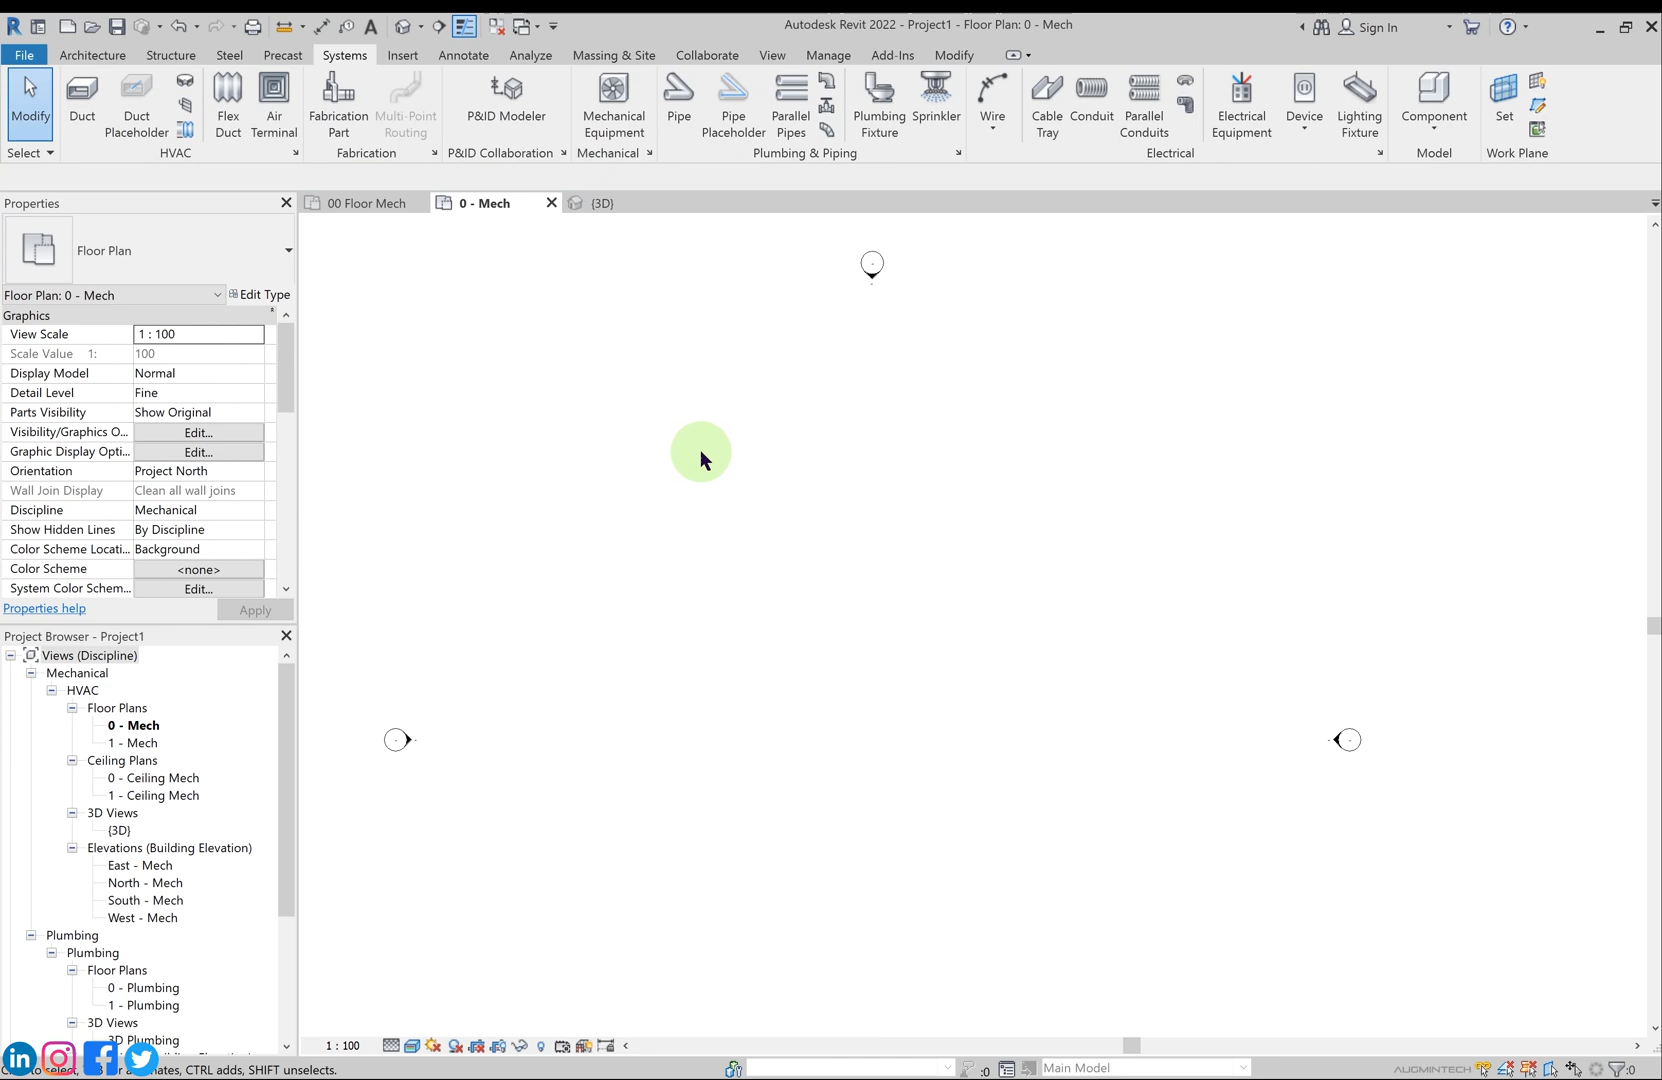 Autodesk Revit 2022 - Project1 - Floor Plan: 0 - Mech
Sign In
File Architecture Structure Steel Precast Systems Insert Annotate Analyze Massing & Site Collaborate View Manage Add-Ins Modify
Modify
Duct
Duct Placeholder
Flex Duct
Air Terminal
Fabrication Part
Multi-Point Routing
P&ID Modeler
Mechanical Equipment
Pipe
Pipe Placeholder
Parallel Pipes
Plumbing Fixture
Sprinkler
Wire
Cable Tray
Conduit
Parallel Conduits
Electrical Equipment
Device
Lighting Fixture
Component
Set
Select
HVAC
Fabrication
P&ID Collaboration
Mechanical
Plumbing & Piping
Electrical
Model
Work Plane
Properties
00 Floor Mech
0 - Mech
{3D}
Floor Plan
Floor Plan: 0 - Mech
Edit Type
Graphics
View Scale 1 : 100
Scale Value 1: 100
Display Model Normal
Detail Level Fine
Parts Visibility Show Original
Visibility/Graphics O... Edit...
Graphic Display Opti... Edit...
Orientation Project North
Wall Join Display Clean all wall joins
Discipline Mechanical
Show Hidden Lines By Discipline
Color Scheme Locati... Background
Color Scheme <none>
System Color Schem... Edit...
Properties help
Apply
Project Browser - Project1
Views (Discipline)
Mechanical
HVAC
Floor Plans
0 - Mech
1 - Mech
Ceiling Plans
0 - Ceiling Mech
1 - Ceiling Mech
3D Views
{3D}
Elevations (Building Elevation)
East - Mech
North - Mech
South - Mech
West - Mech
Plumbing
Plumbing
Floor Plans
0 - Plumbing
1 - Plumbing
3D Views
3D Plumbing
1 : 100
CTRL adds, SHIFT unselects.
:0
Main Model
AUGMINTECH
:0